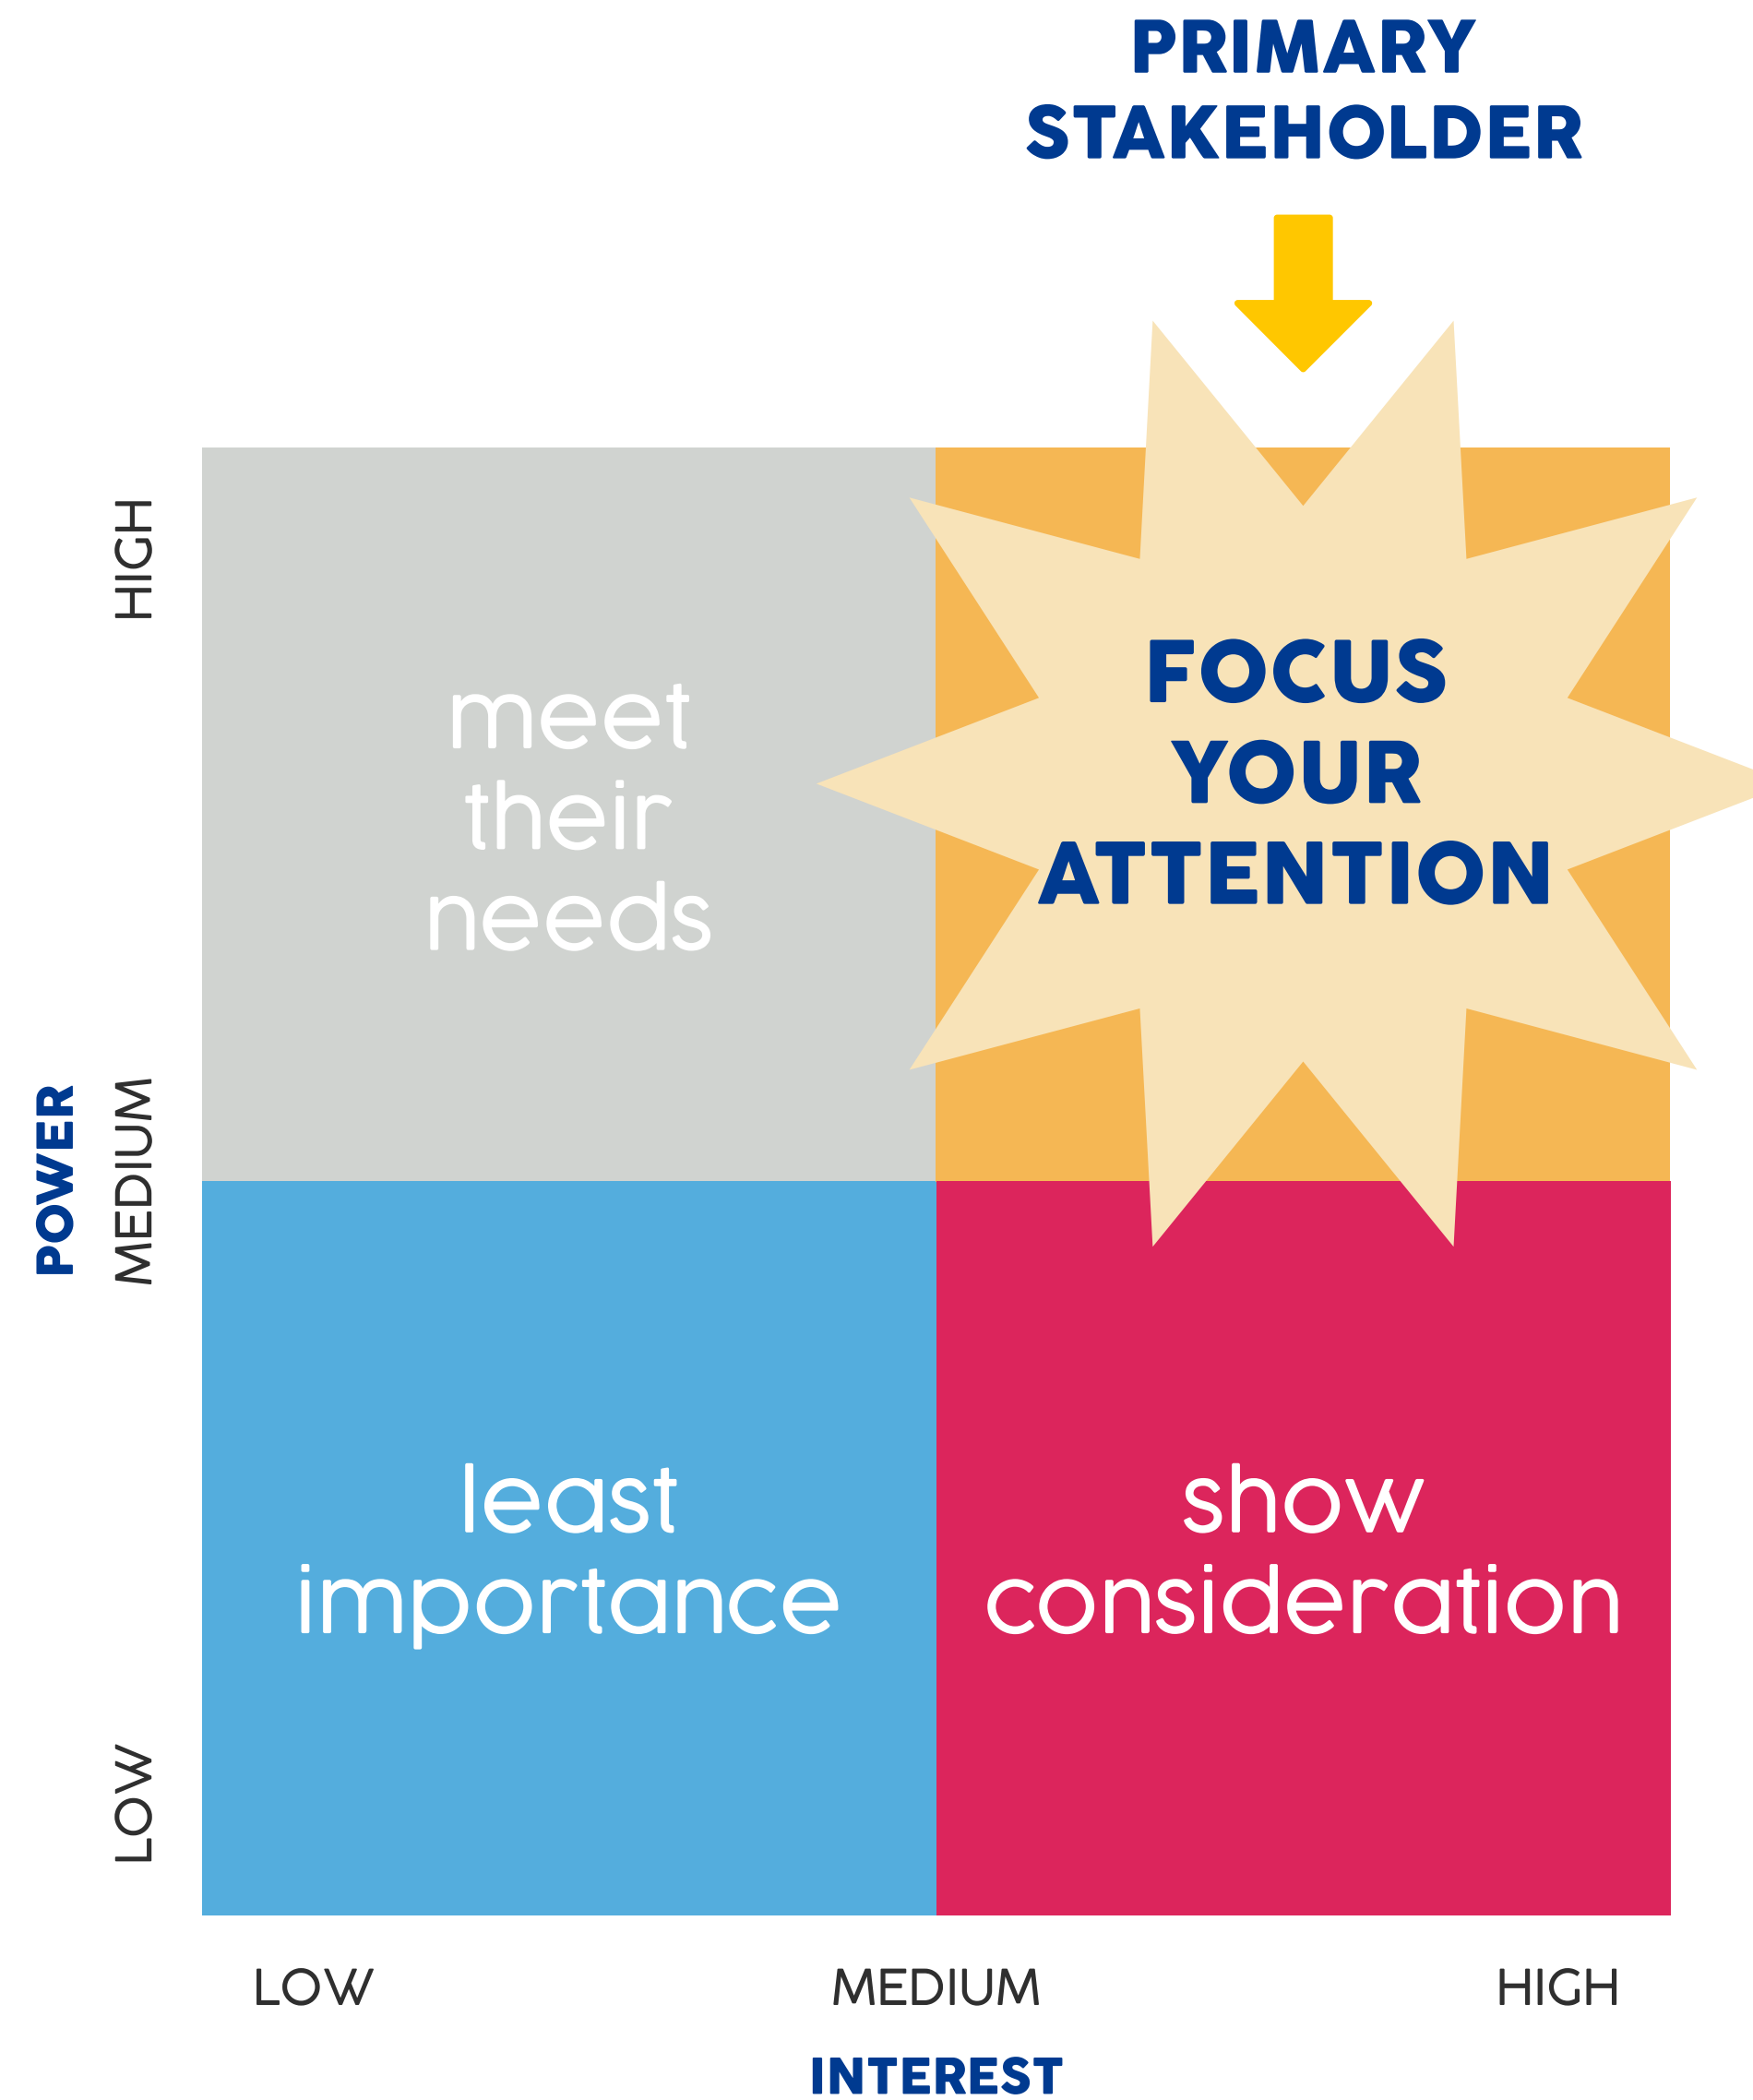 PRIMARY
STAKEHOLDER
HIGH
meet
their
needs
FOCUS
YOUR
ATTENTION
POWER
MEDIUM
least
importance
show
consideration
LOW
LOW
MEDIUM
HIGH
INTEREST